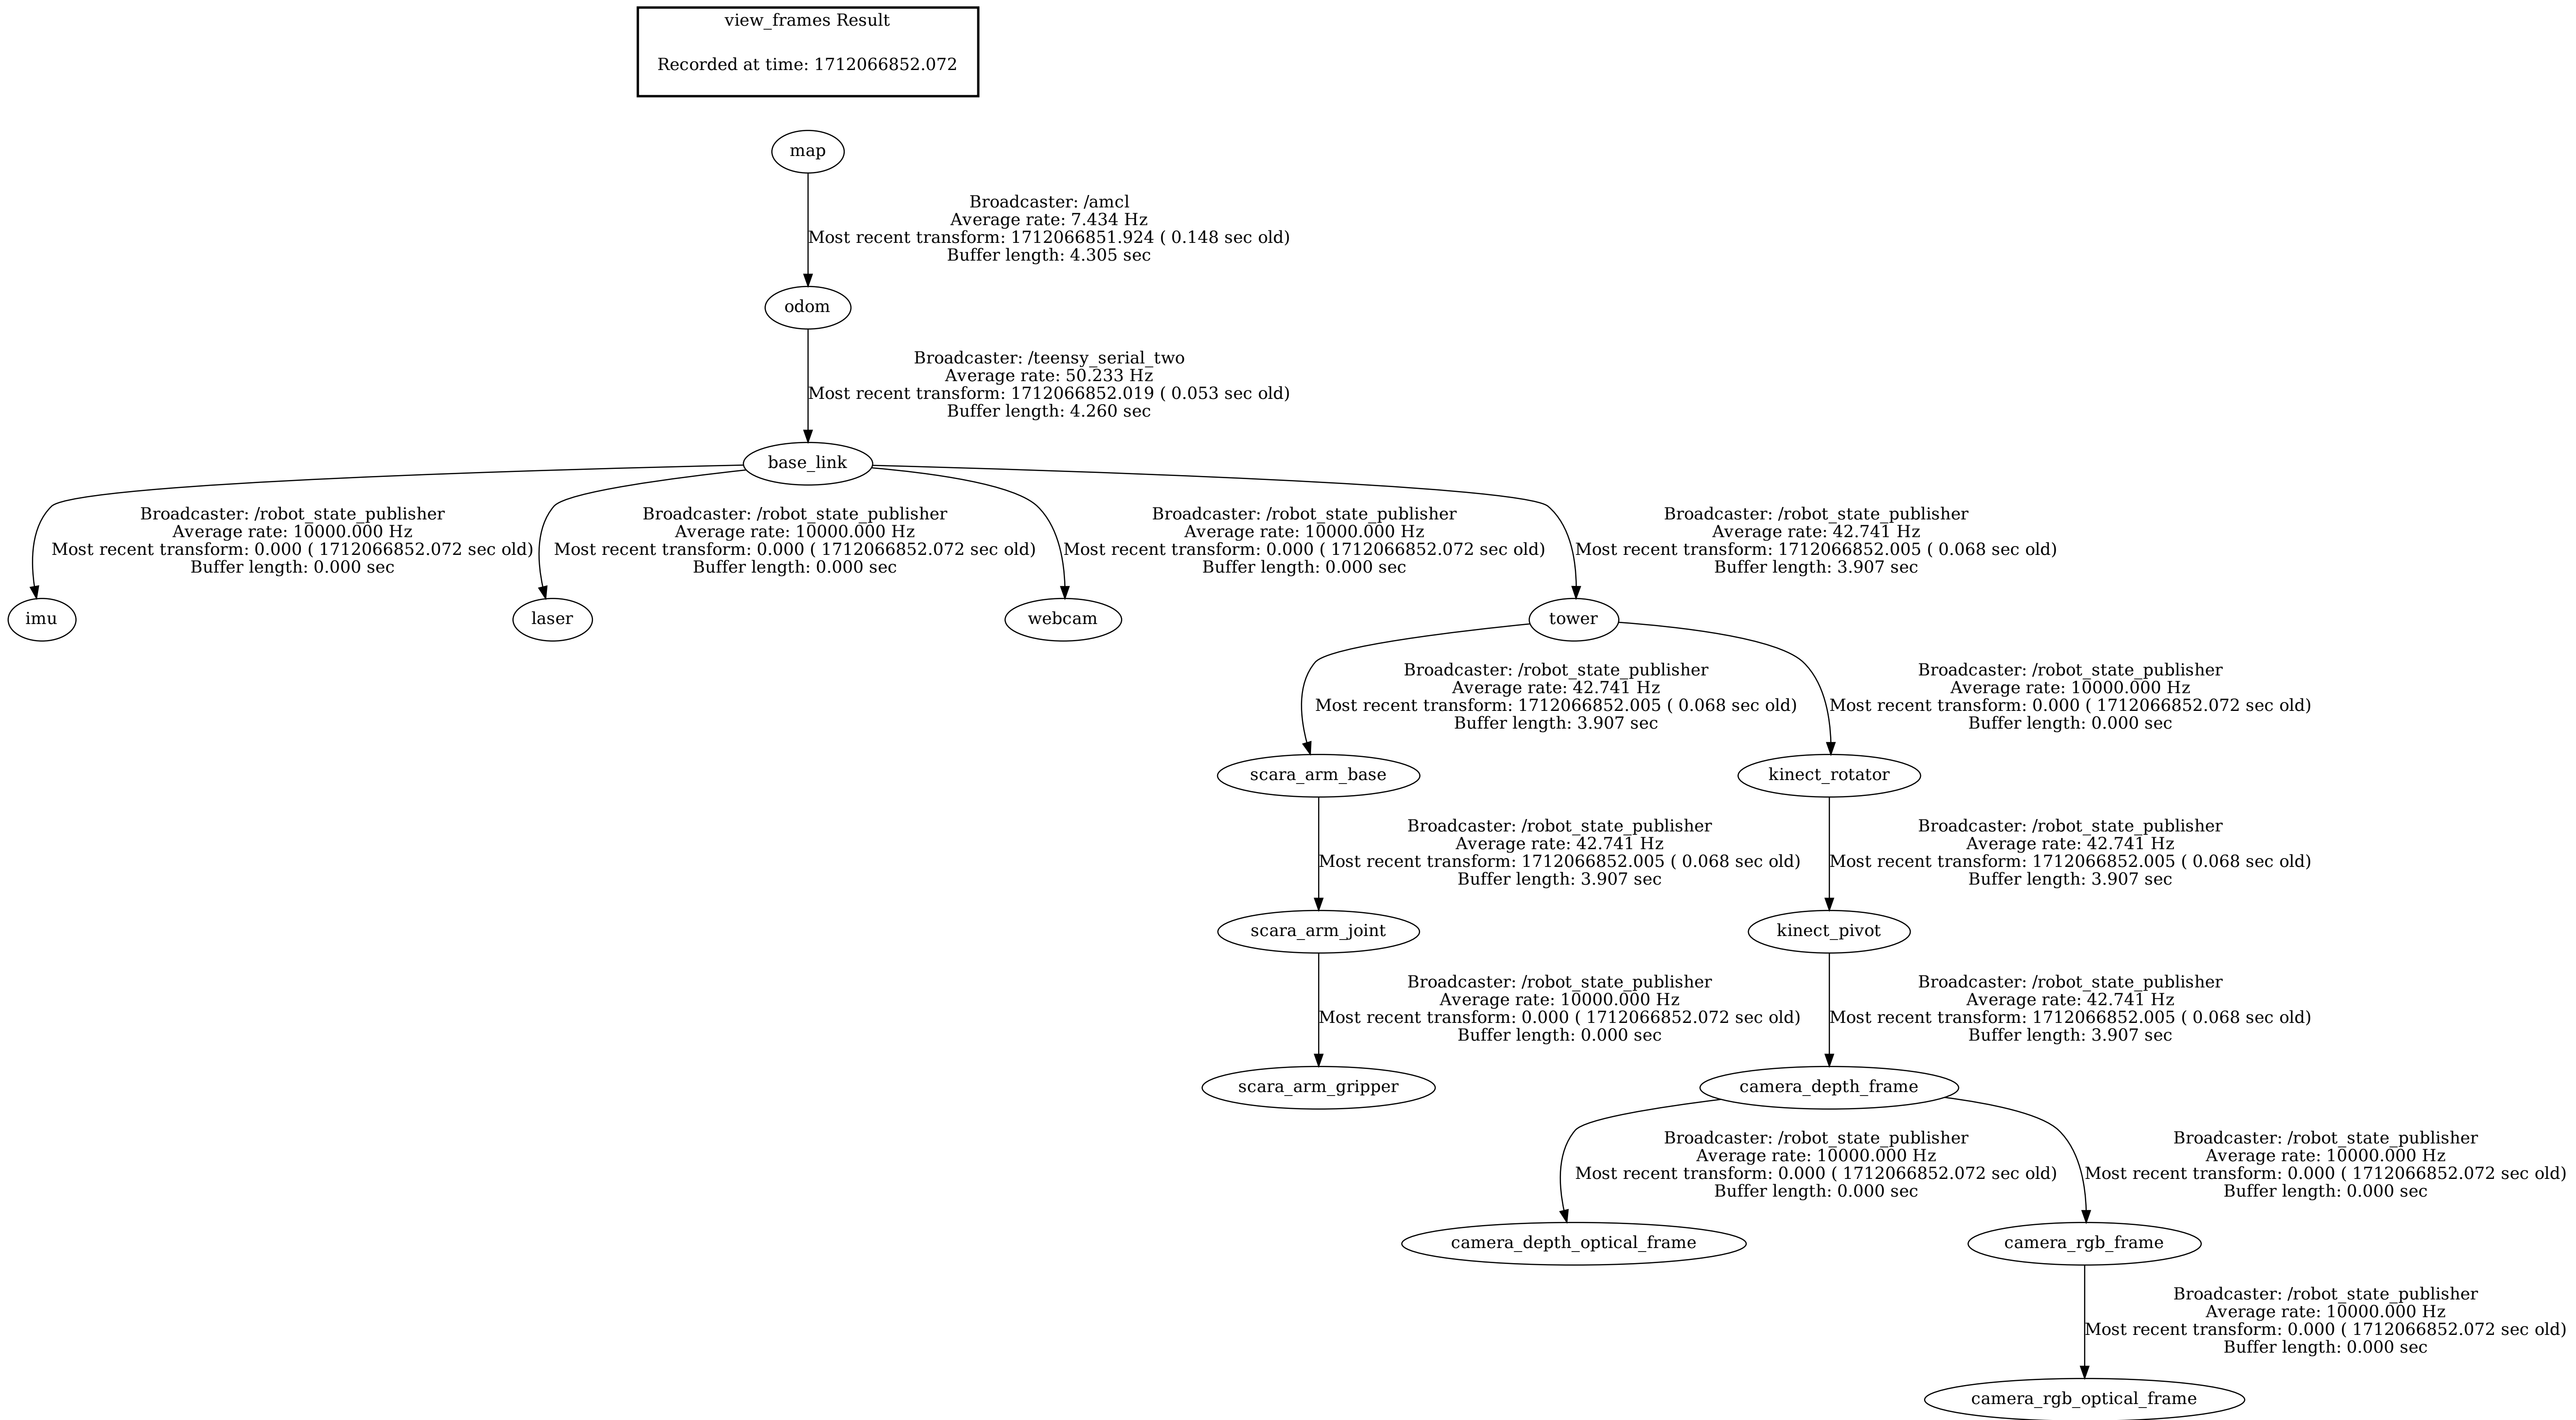 view_frames Result
Recorded at time: 1712066852.072
map
Broadcaster: /amcl
Average rate: 7.434 Hz
Most recent transform: 1712066851.924 ( 0.148 sec old)
Buffer length: 4.305 sec
odom
Broadcaster: /teensy_serial_two
Average rate: 50.233 Hz
Most recent transform: 1712066852.019 ( 0.053 sec old)
Buffer length: 4.260 sec
base_link
Broadcaster: /robot_state_publisher
Average rate: 10000.000 Hz
Most recent transform: 0.000 ( 1712066852.072 sec old)
Buffer length: 0.000 sec
Broadcaster: /robot_state_publisher
Average rate: 10000.000 Hz
Most recent transform: 0.000 ( 1712066852.072 sec old)
Buffer length: 0.000 sec
Broadcaster: /robot_state_publisher
Average rate: 10000.000 Hz
Most recent transform: 0.000 ( 1712066852.072 sec old)
Buffer length: 0.000 sec
Broadcaster: /robot_state_publisher
Average rate: 42.741 Hz
Most recent transform: 1712066852.005 ( 0.068 sec old)
Buffer length: 3.907 sec
imu
laser
webcam
tower
Broadcaster: /robot_state_publisher
Average rate: 42.741 Hz
Most recent transform: 1712066852.005 ( 0.068 sec old)
Buffer length: 3.907 sec
Broadcaster: /robot_state_publisher
Average rate: 10000.000 Hz
Most recent transform: 0.000 ( 1712066852.072 sec old)
Buffer length: 0.000 sec
scara_arm_base
kinect_rotator
Broadcaster: /robot_state_publisher
Average rate: 42.741 Hz
Most recent transform: 1712066852.005 ( 0.068 sec old)
Buffer length: 3.907 sec
Broadcaster: /robot_state_publisher
Average rate: 42.741 Hz
Most recent transform: 1712066852.005 ( 0.068 sec old)
Buffer length: 3.907 sec
scara_arm_joint
kinect_pivot
Broadcaster: /robot_state_publisher
Average rate: 10000.000 Hz
Most recent transform: 0.000 ( 1712066852.072 sec old)
Buffer length: 0.000 sec
Broadcaster: /robot_state_publisher
Average rate: 42.741 Hz
Most recent transform: 1712066852.005 ( 0.068 sec old)
Buffer length: 3.907 sec
scara_arm_gripper
camera_depth_frame
Broadcaster: /robot_state_publisher
Average rate: 10000.000 Hz
Most recent transform: 0.000 ( 1712066852.072 sec old)
Buffer length: 0.000 sec
Broadcaster: /robot_state_publisher
Average rate: 10000.000 Hz
Most recent transform: 0.000 ( 1712066852.072 sec old)
Buffer length: 0.000 sec
camera_depth_optical_frame
camera_rgb_frame
Broadcaster: /robot_state_publisher
Average rate: 10000.000 Hz
Most recent transform: 0.000 ( 1712066852.072 sec old)
Buffer length: 0.000 sec
camera_rgb_optical_frame